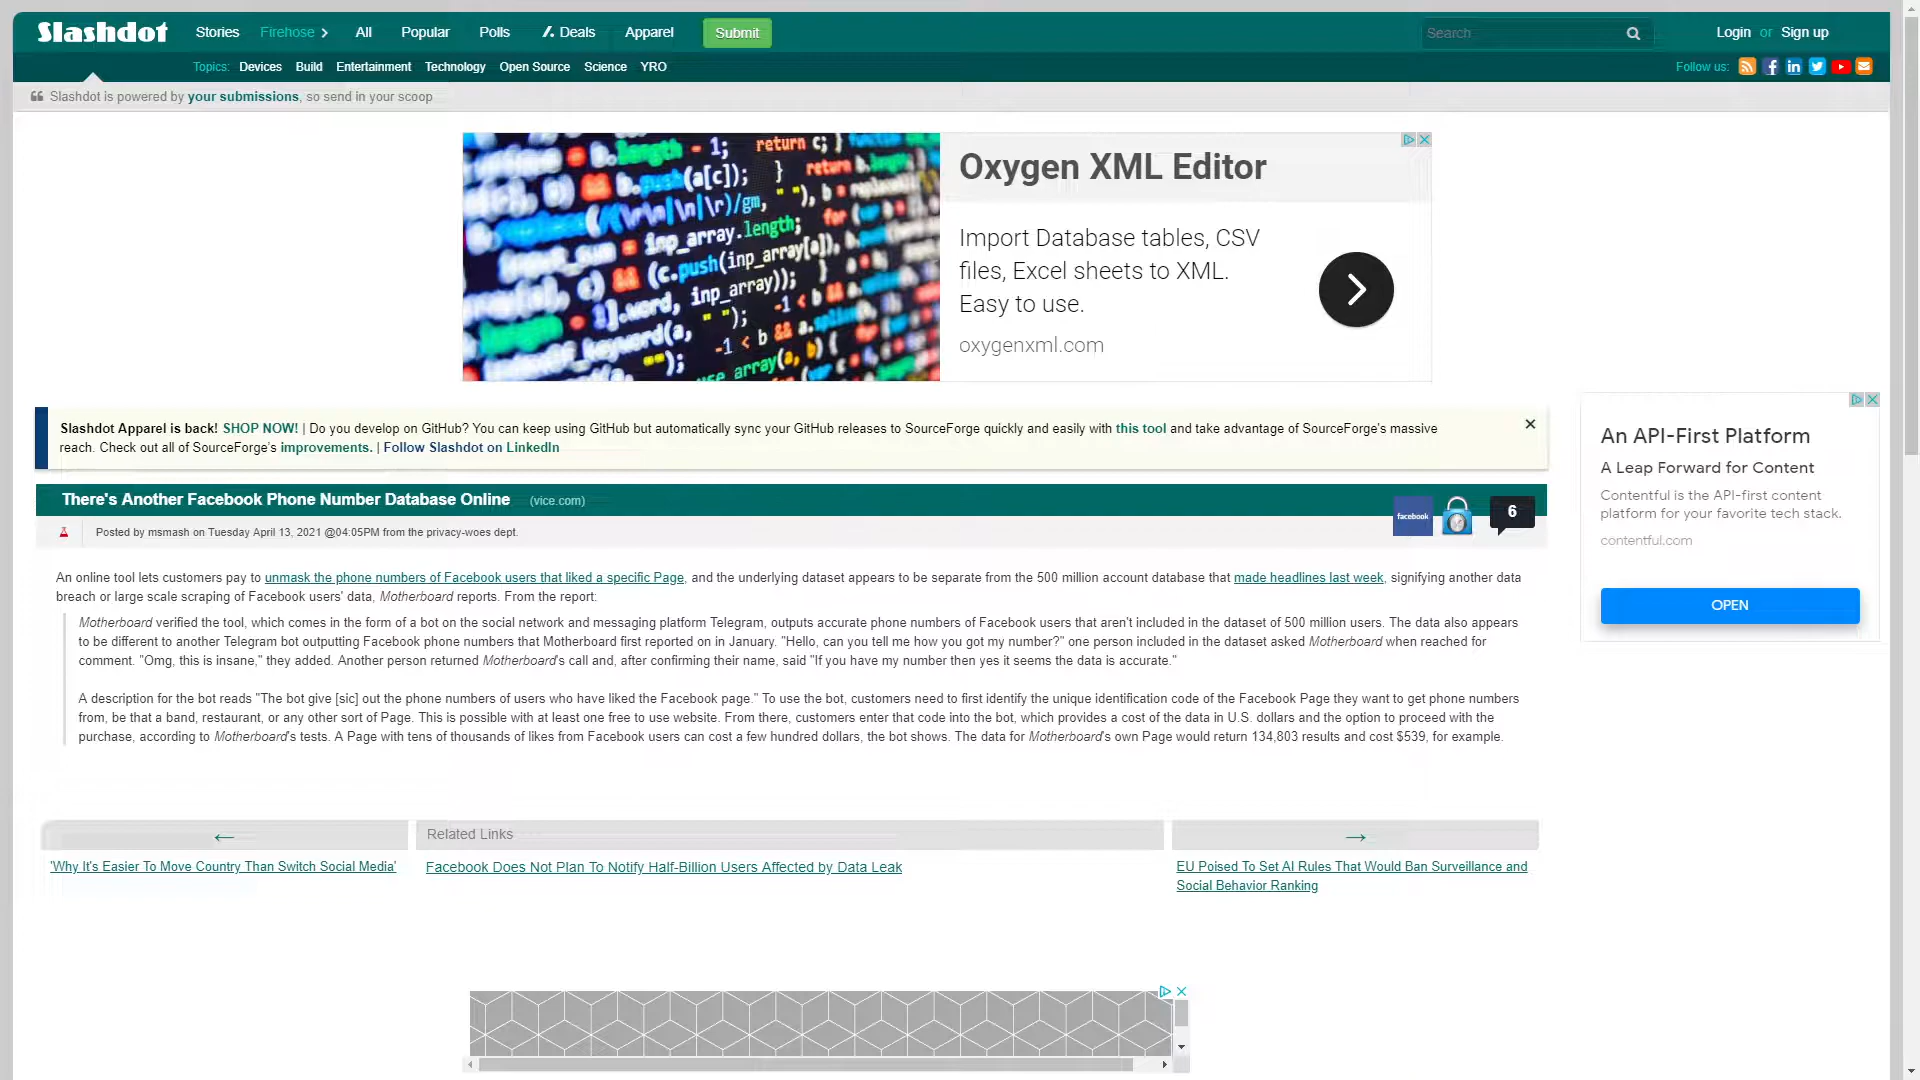 Slashdot Stories Firehose All Popular Polls Deals Apparel Submit Search... Login or Sign up
Topics: Devices Build Entertainment Technology Open Source Science YRO Follow us:
Slashdot is powered by your submissions, so send in your scoop
return c; }
b.length - 1;
return b;
b.push(a[c]); }
(/(\r\n|\n|\r)/gm, " "), b =
inp_array.length;
(c.push(inp_array[a]),
inp_array)); }
].word, inp_array);
-1 < b &&
(a, " ");
-1 < b && a.
"");
use_array(a, b)
Oxygen XML Editor
Import Database tables, CSV
files, Excel sheets to XML.
Easy to use.
oxygenxml.com
Slashdot Apparel is back! SHOP NOW! | Do you develop on GitHub? You can keep using GitHub but automatically sync your GitHub releases to SourceForge quickly and easily with this tool and take advantage of SourceForge's massive
reach. Check out all of SourceForge's improvements. | Follow Slashdot on LinkedIn
There's Another Facebook Phone Number Database Online (vice.com)
facebook
6
Posted by msmash on Tuesday April 13, 2021 @04:05PM from the privacy-woes dept.
An online tool lets customers pay to unmask the phone numbers of Facebook users that liked a specific Page, and the underlying dataset appears to be separate from the 500 million account database that made headlines last week, signifying another data
breach or large scale scraping of Facebook users' data, Motherboard reports. From the report:
Motherboard verified the tool, which comes in the form of a bot on the social network and messaging platform Telegram, outputs accurate phone numbers of Facebook users that aren't included in the dataset of 500 million users. The data also appears
to be different to another Telegram bot outputting Facebook phone numbers that Motherboard first reported on in January. "Hello, can you tell me how you got my number?" one person included in the dataset asked Motherboard when reached for
comment. "Omg, this is insane," they added. Another person returned Motherboard's call and, after confirming their name, said "If you have my number then yes it seems the data is accurate."
A description for the bot reads "The bot give [sic] out the phone numbers of users who have liked the Facebook page." To use the bot, customers need to first identify the unique identification code of the Facebook Page they want to get phone numbers
from, be that a band, restaurant, or any other sort of Page. This is possible with at least one free to use website. From there, customers enter that code into the bot, which provides a cost of the data in U.S. dollars and the option to proceed with the
purchase, according to Motherboard's tests. A Page with tens of thousands of likes from Facebook users can cost a few hundred dollars, the bot shows. The data for Motherboard's own Page would return 134,803 results and cost $539, for example.
An API-First Platform
A Leap Forward for Content
Contentful is the API-first content
platform for your favorite tech stack.
contentful.com
OPEN
← Related Links →
'Why It's Easier To Move Country Than Switch Social Media'
Facebook Does Not Plan To Notify Half-Billion Users Affected by Data Leak
EU Poised To Set AI Rules That Would Ban Surveillance and
Social Behavior Ranking